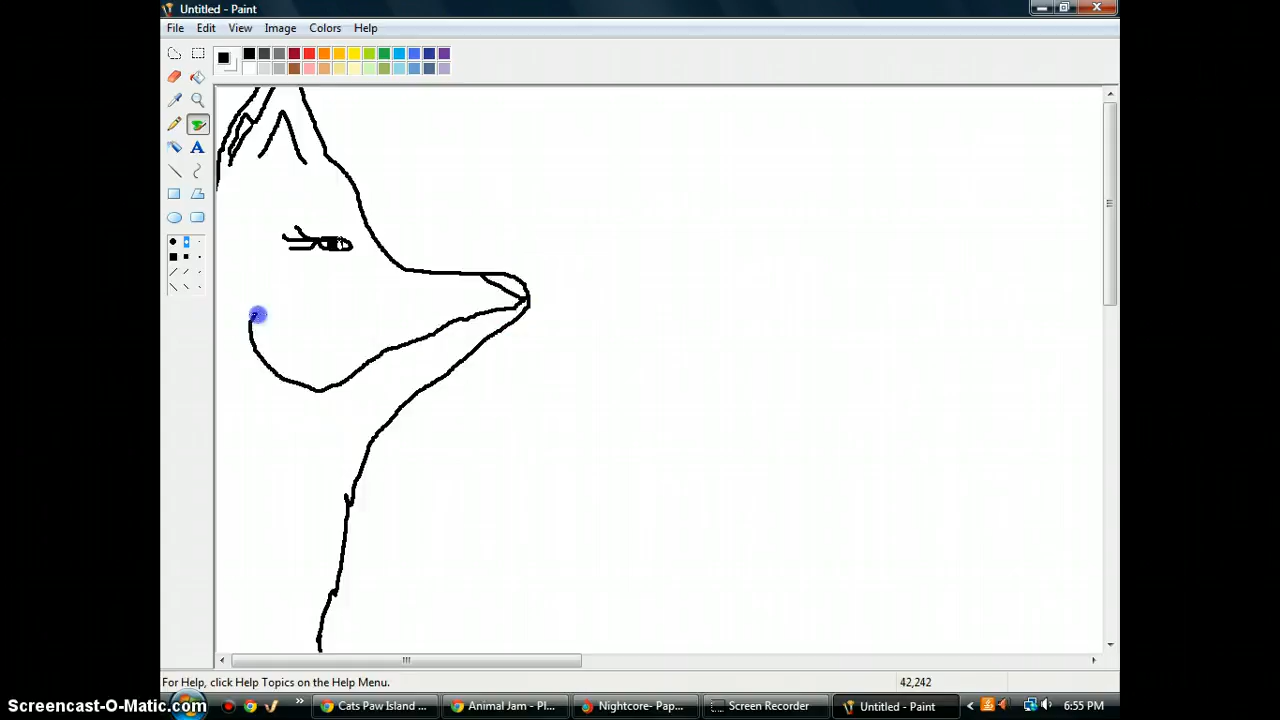 Untitled - Paint
File Edit View Image Colors Help
A
For Help, click Help Topics on the Help Menu.
42,242
Screencast-O-Matic.com
Cats Paw Island ...
Animal Jam - Pl...
Nightcore- Pap...
Screen Recorder
Untitled - Paint
6:55 PM